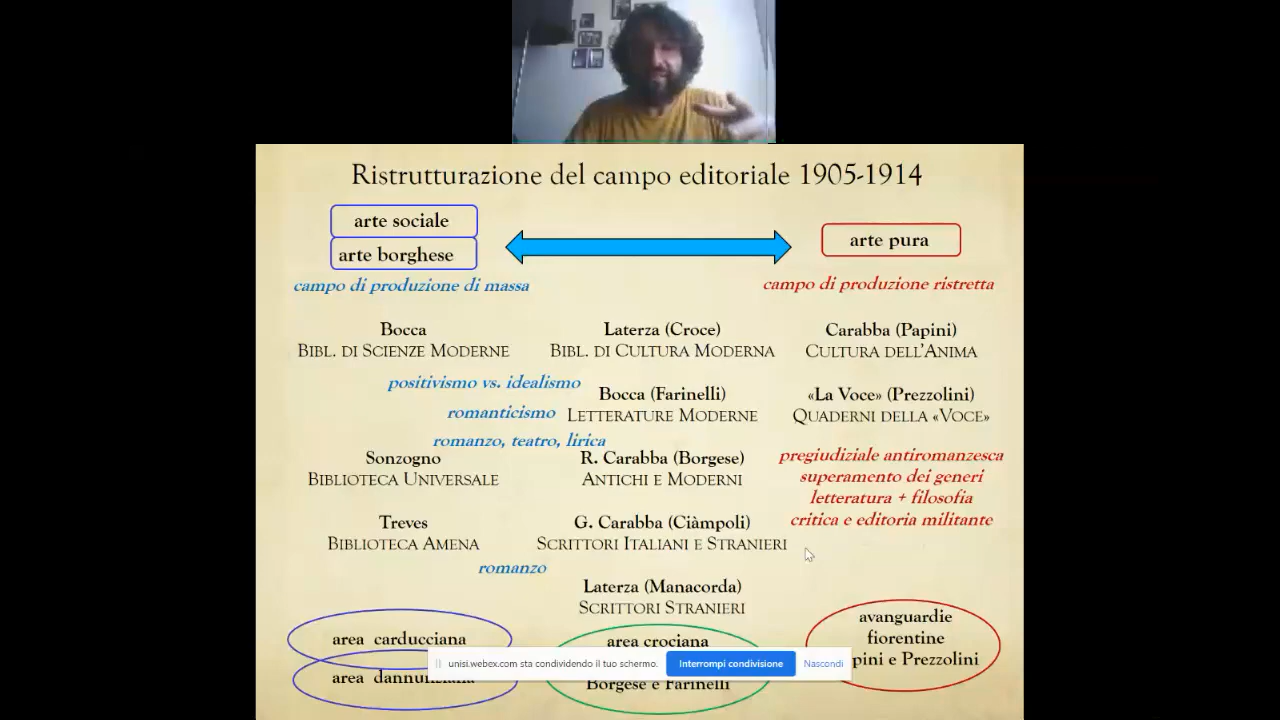 Ristrutturazione del campo editoriale 1905-1914
arte sociale
arte borghese
arte pura
campo di produzione di massa
campo di produzione ristretta
Bocca
BIBL. DI SCIENZE MODERNE
Laterza (Croce)
BIBL. DI CULTURA MODERNA
Carabba (Papini)
CULTURA DELL'ANIMA
positivismo vs. idealismo
Bocca (Farinelli)
LETTERATURE MODERNE
«La Voce» (Prezzolini)
QUADERNI DELLA «VOCE»
romanticismo
romanzo, teatro, lirica
Sonzogno
BIBLIOTECA UNIVERSALE
R. Carabba (Borgese)
ANTICHI E MODERNI
pregiudiziale antiromanzesca
superamento dei generi
letteratura + filosofia
critica e editoria militante
Treves
BIBLIOTECA AMENA
G. Carabba (Ciàmpoli)
SCRITTORI ITALIANI E STRANIERI
romanzo
Laterza (Manacorda)
SCRITTORI STRANIERI
area carducciana
area dannunziana
area crociana
Borgese e Farinelli
avanguardie
fiorentine
pini e Prezzolini
unisi.webex.com sta condividendo il tuo schermo.
Interrompi condivisione
Nascondi